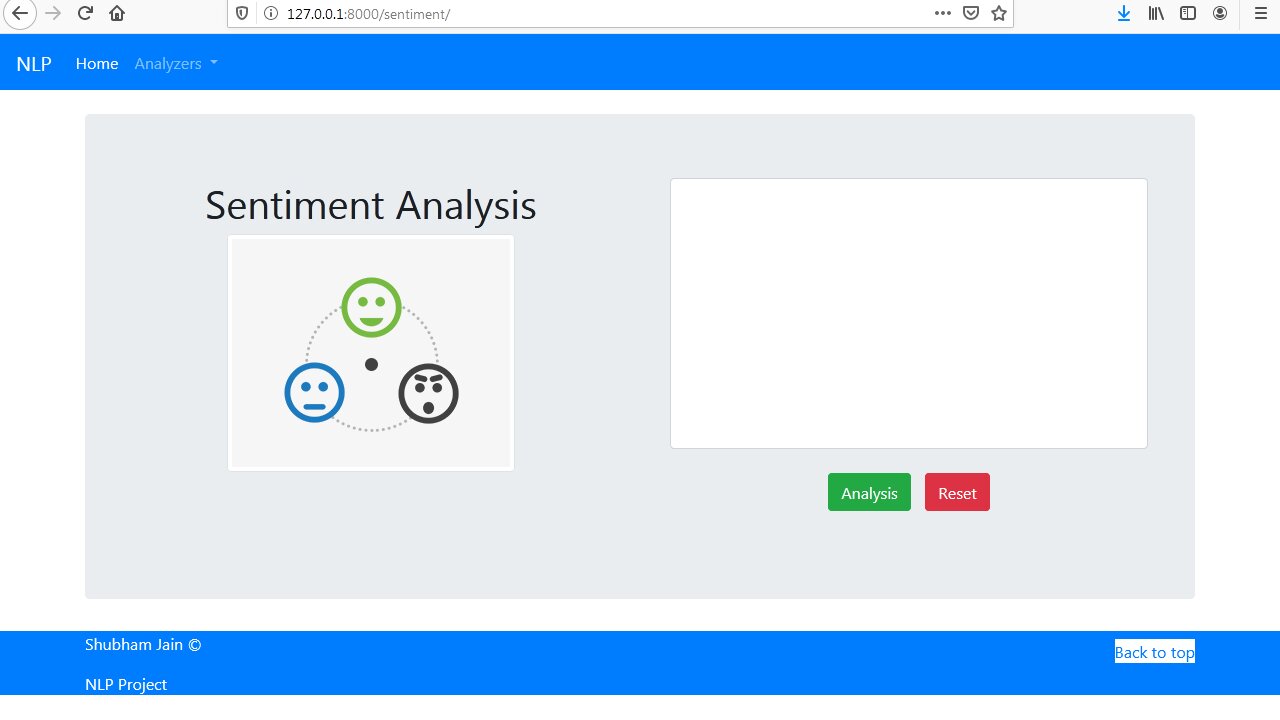 127.0.0.1:8000/sentiment/
NLP Home Analyzers
Sentiment Analysis
Analysis Reset
Shubham Jain ©
Back to top
NLP Project